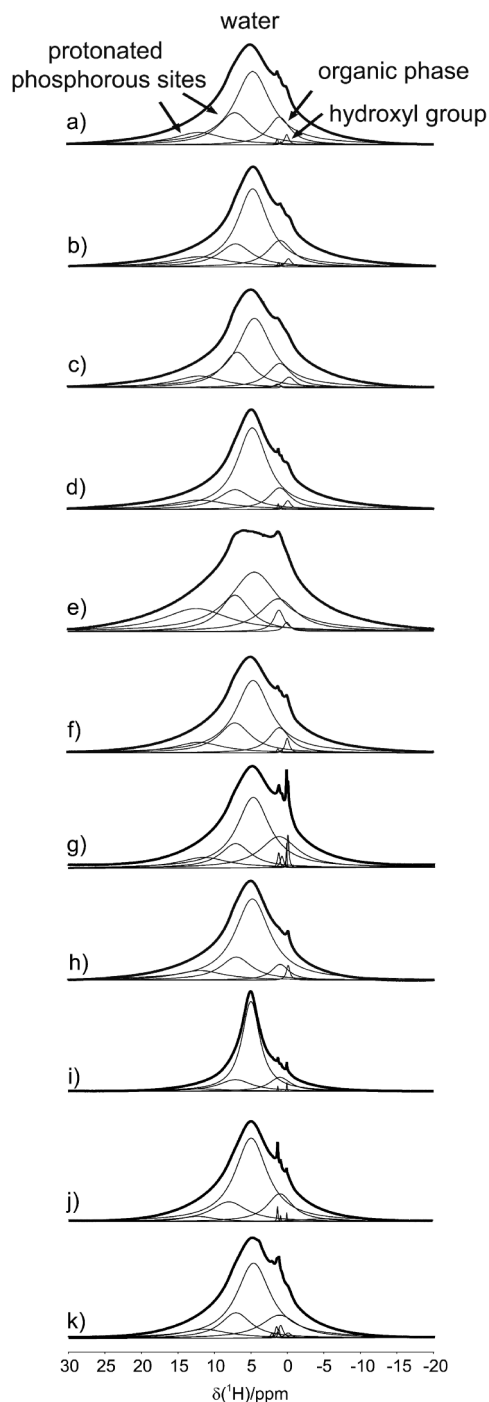 water
protonated
phosphorous sites
organic phase
hydroxyl group
a)
b)
c)
d)
e)
f)
g)
h)
i)
j)
k)
30 25 20 15 10 5 0 -5 -10 -15 -20
δ(¹H)/ppm